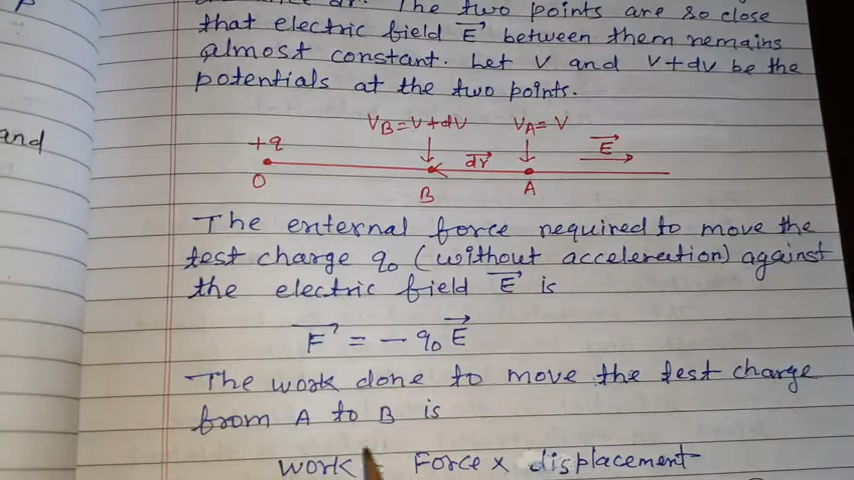 The two points are so close
that electric field E between them remains
and
almost constant. Let V and V+dV be the
potentials at the two points.
V_B = V+dV V_A = V
+q dr E
O B A
The external force required to move the
test charge q₀ (without acceleration) against
the electric field E is
F = - q₀ E
The work done to move the test charge
from A to B is
Work = Force x displacement